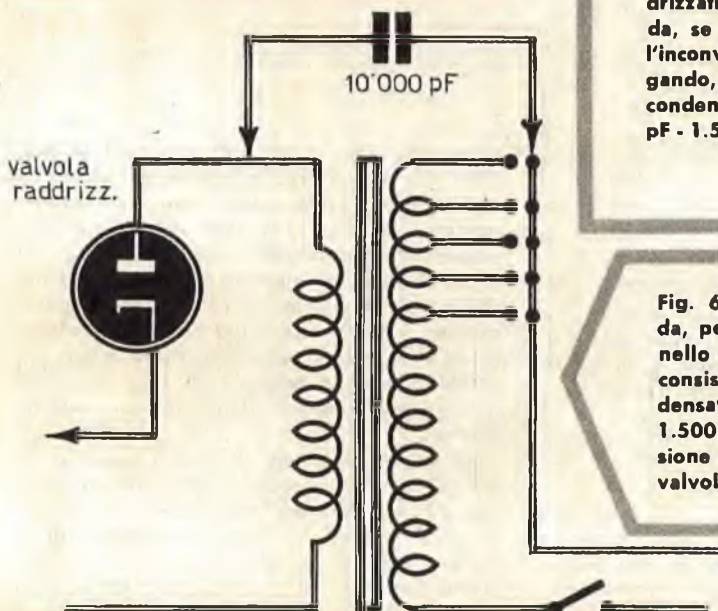 drizzat
da, se
l'inconv
gando,
conden
pF - 1.5
10'000 pF
valvola
raddrizz.
Fig. 6
da, pe
nello
consis
densat
1.500
sione
valvol